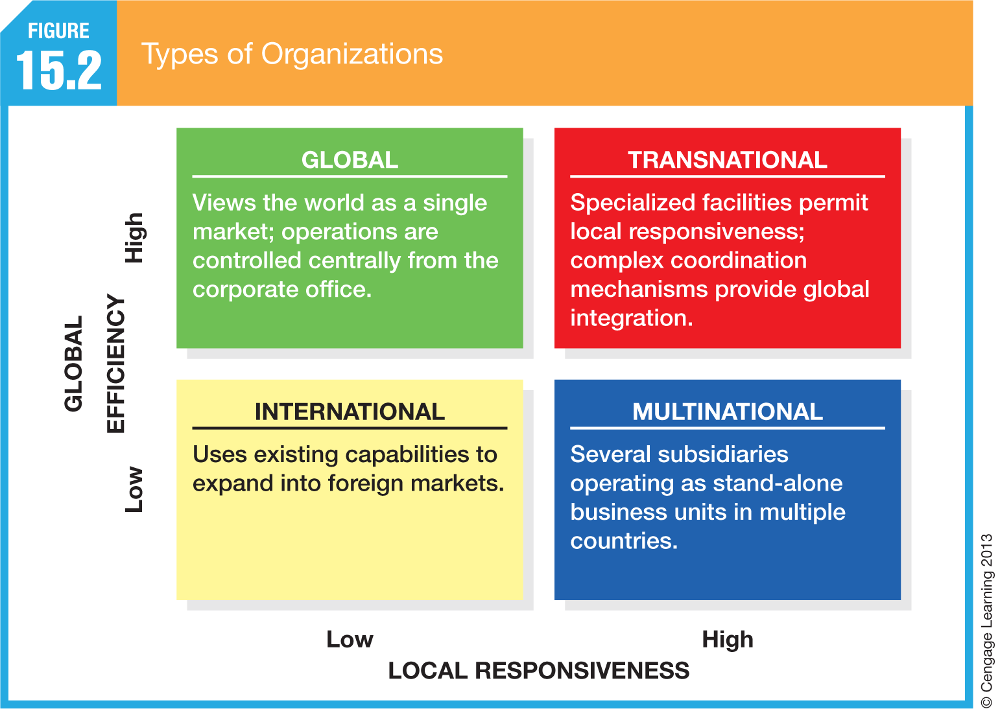 FIGURE
15.2
Types of Organizations
GLOBAL
EFFICIENCY
High
Low
GLOBAL
Views the world as a single
market; operations are
controlled centrally from the
corporate office.
TRANSNATIONAL
Specialized facilities permit
local responsiveness;
complex coordination
mechanisms provide global
integration.
INTERNATIONAL
Uses existing capabilities to
expand into foreign markets.
MULTINATIONAL
Several subsidiaries
operating as stand-alone
business units in multiple
countries.
Low
High
LOCAL RESPONSIVENESS
© Cengage Learning 2013